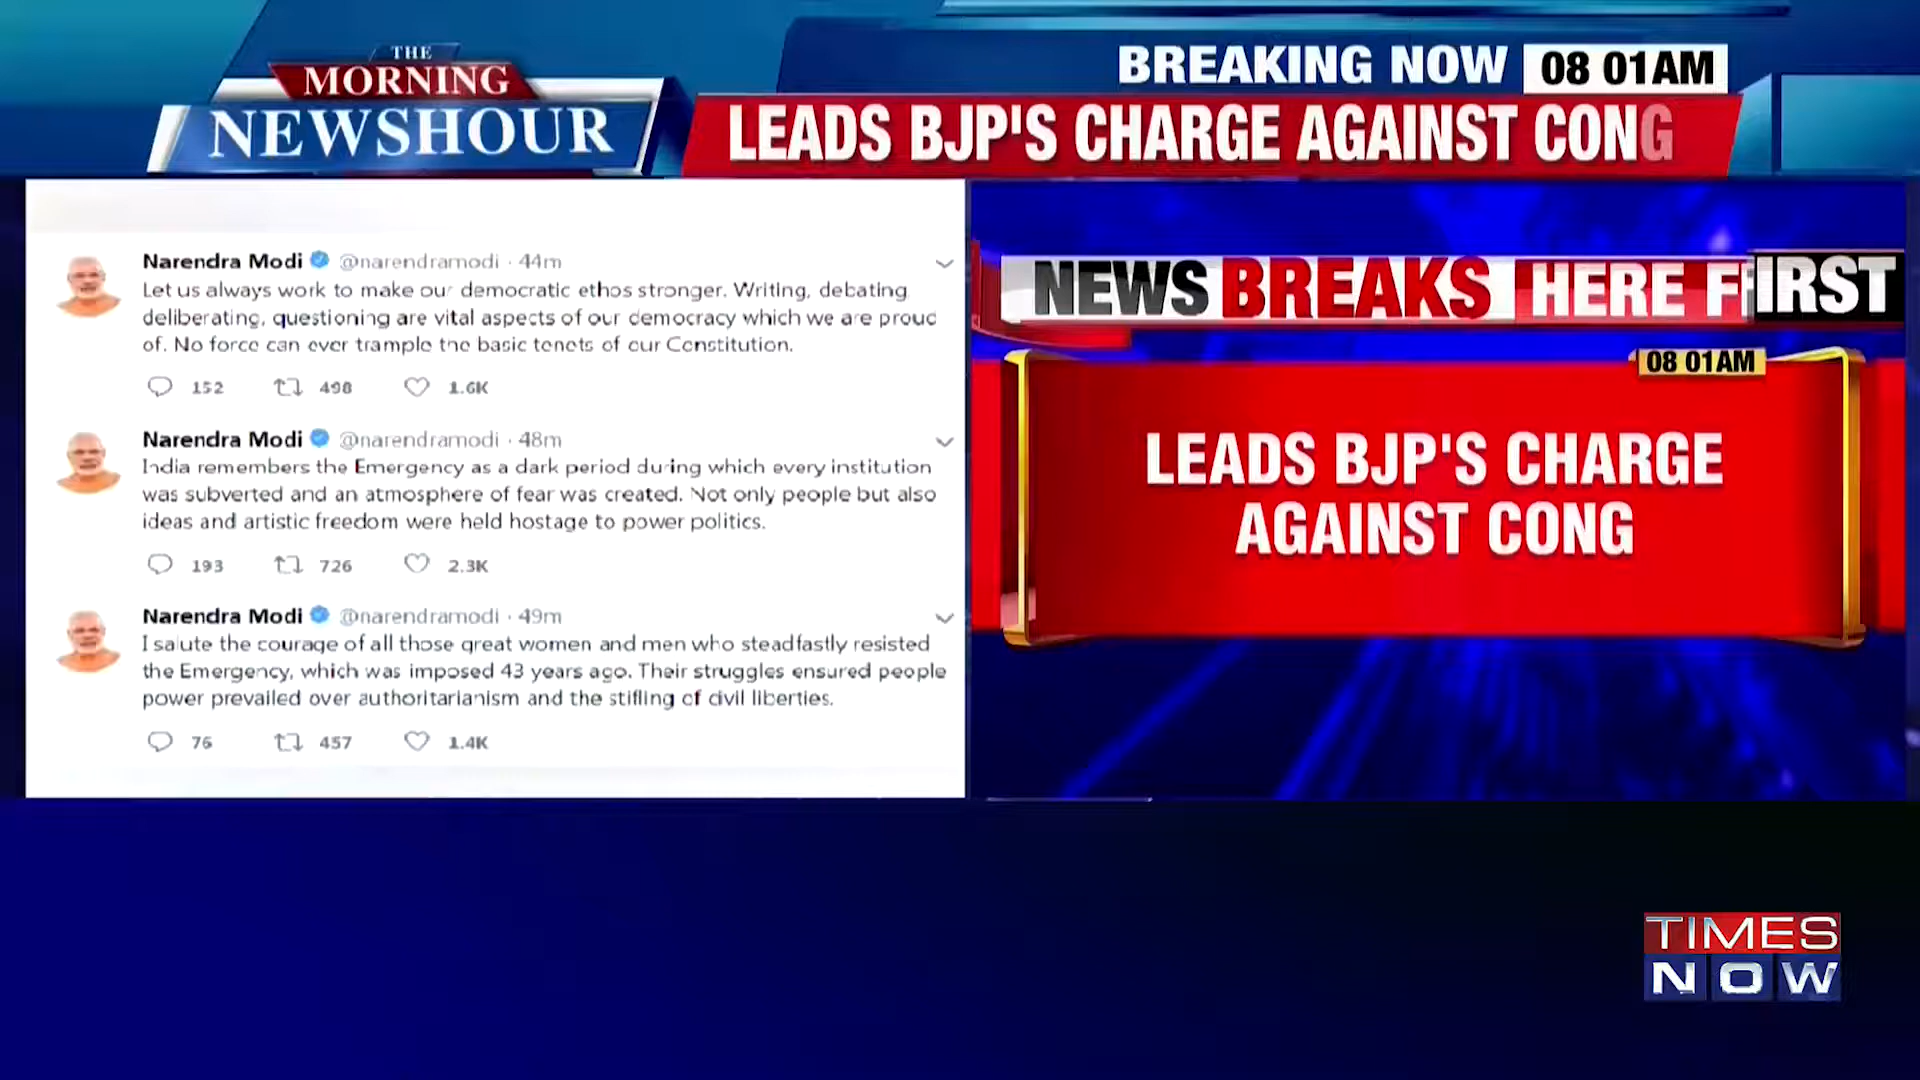 THE
MORNING
NEWSHOUR
BREAKING NOW 08 01AM
LEADS BJP'S CHARGE AGAINST CONG
Narendra Modi @narendramodi · 44m
Let us always work to make our democratic ethos stronger. Writing, debating
deliberating, questioning are vital aspects of our democracy which we are proud
of. No force can ever trample the basic tenets of our Constitution.
152 498 1.6K
Narendra Modi @narendramodi · 48m
India remembers the Emergency as a dark period during which every institution
was subverted and an atmosphere of fear was created. Not only people but also
ideas and artistic freedom were held hostage to power politics.
193 726 2.3K
Narendra Modi @narendramodi · 49m
I salute the courage of all those great women and men who steadfastly resisted
the Emergency, which was imposed 43 years ago. Their struggles ensured people
power prevailed over authoritarianism and the stifling of civil liberties.
76 457 1.4K
NEWS BREAKS HERE FIRST
08 01AM
LEADS BJP'S CHARGE
AGAINST CONG
TIMES
NOW